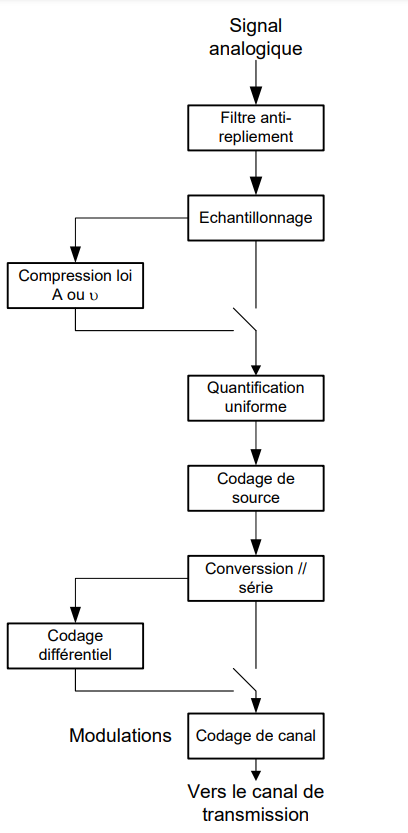 Signal
analogique
Filtre anti-
repliement
Echantillonnage
Compression loi
A ou υ
Quantification
uniforme
Codage de
source
Converssion //
série
Codage
différentiel
Modulations
Codage de canal
Vers le canal de
transmission